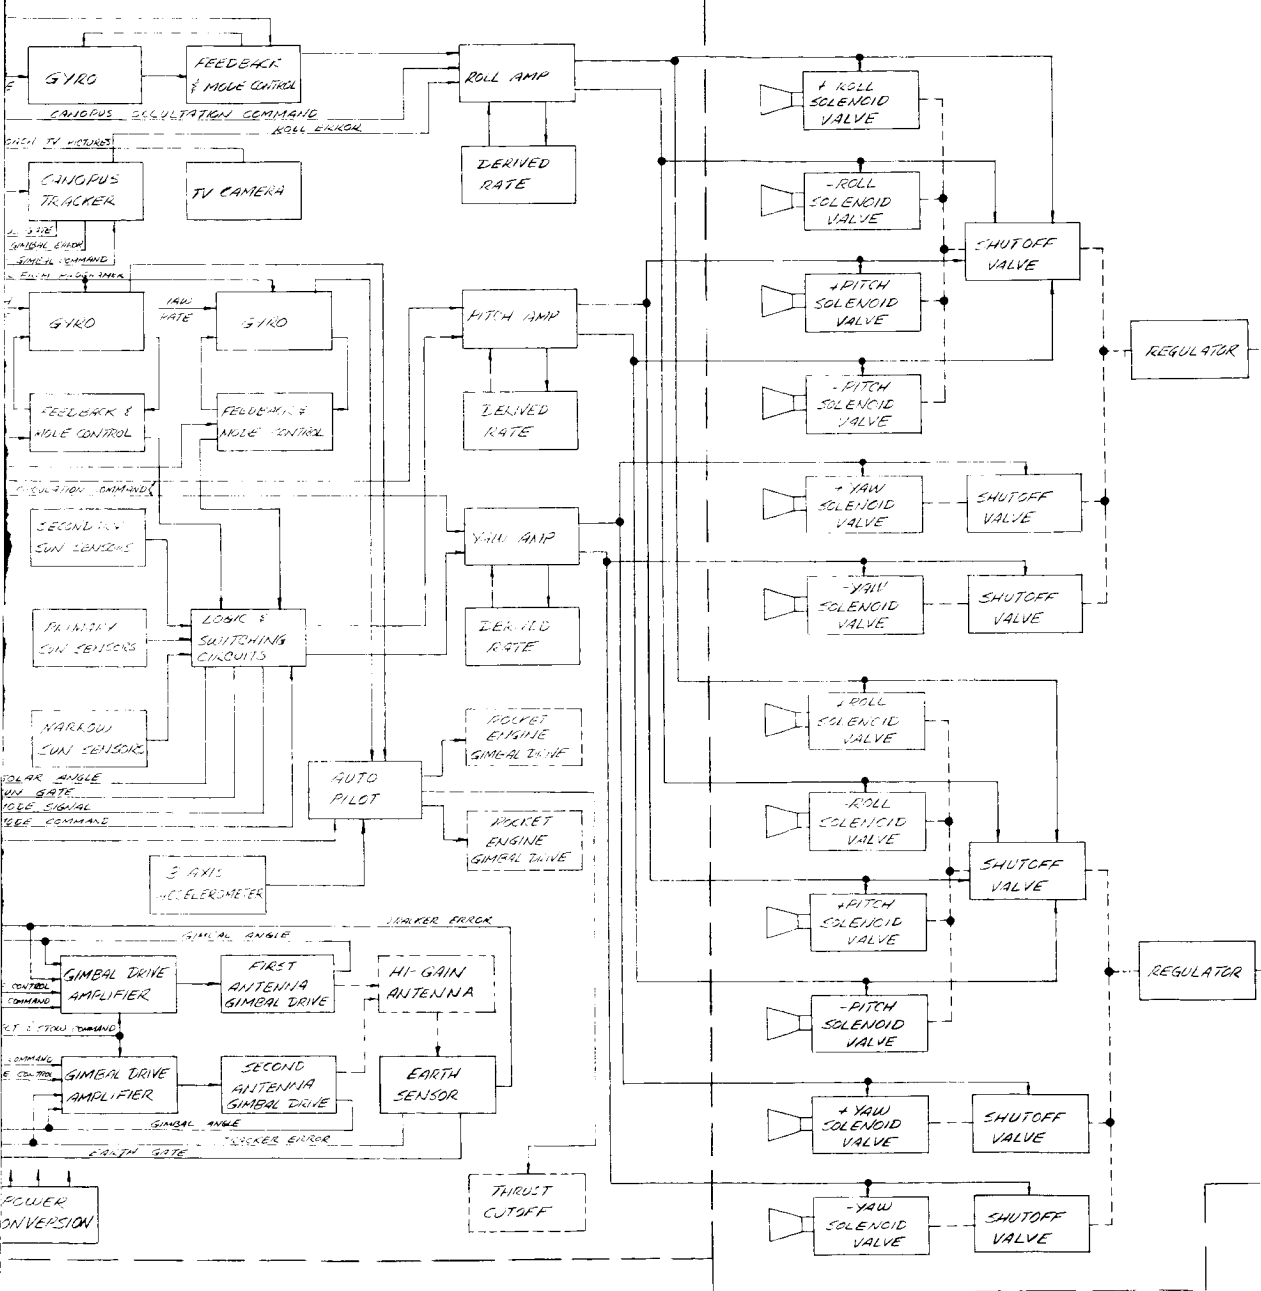 GYRO
FEEDBACK
& MODE CONTROL
ROLL AMP
+ ROLL
SOLENOID
VALVE
CANOPUS OCCULTATION COMMAND
ROLL ERROR
TV PICTURES
CANOPUS
TRACKER
TV CAMERA
DERIVED
RATE
-ROLL
SOLENOID
VALVE
SHUTOFF
VALVE
GATE
GIMBAL ERROR
GIMBAL COMMAND
FROM PROGRAMER
GYRO
YAW
RATE
GYRO
PITCH AMP
+PITCH
SOLENOID
VALVE
REGULATOR
FEEDBACK &
MODE CONTROL
FEEDBACK &
MODE CONTROL
DERIVED
RATE
-PITCH
SOLENOID
VALVE
COMMAND
SECONDARY
SUN SENSORS
YAW AMP
+YAW
SOLENOID
VALVE
SHUTOFF
VALVE
-YAW
SOLENOID
VALVE
SHUTOFF
VALVE
PRIMARY
SUN SENSORS
LOGIC &
SWITCHING
CIRCUITS
DERIVED
RATE
NARROW
SUN SENSORS
ROCKET
ENGINE
GIMBAL DRIVE
+ROLL
SOLENOID
VALVE
SOLAR ANGLE
SUN GATE
MODE SIGNAL
MODE COMMAND
AUTO
PILOT
ROCKET
ENGINE
GIMBAL DRIVE
-ROLL
SOLENOID
VALVE
SHUTOFF
VALVE
3 AXIS
ACCELEROMETER
TRACKER ERROR
GIMBAL ANGLE
+PITCH
SOLENOID
VALVE
GIMBAL DRIVE
AMPLIFIER
FIRST
ANTENNA
GIMBAL DRIVE
HI-GAIN
ANTENNA
REGULATOR
CONTROL
COMMAND
& STOW COMMAND
-PITCH
SOLENOID
VALVE
COMMAND
CONTROL
GIMBAL DRIVE
AMPLIFIER
SECOND
ANTENNA
GIMBAL DRIVE
EARTH
SENSOR
GIMBAL ANGLE
TRACKER ERROR
EARTH GATE
+ YAW
SOLENOID
VALVE
SHUTOFF
VALVE
POWER
CONVERSION
THRUST
CUTOFF
-YAW
SOLENOID
VALVE
SHUTOFF
VALVE